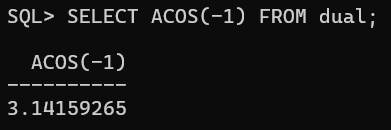 SQL> SELECT ACOS(-1) FROM dual;
  ACOS(-1)
----------
3.14159265